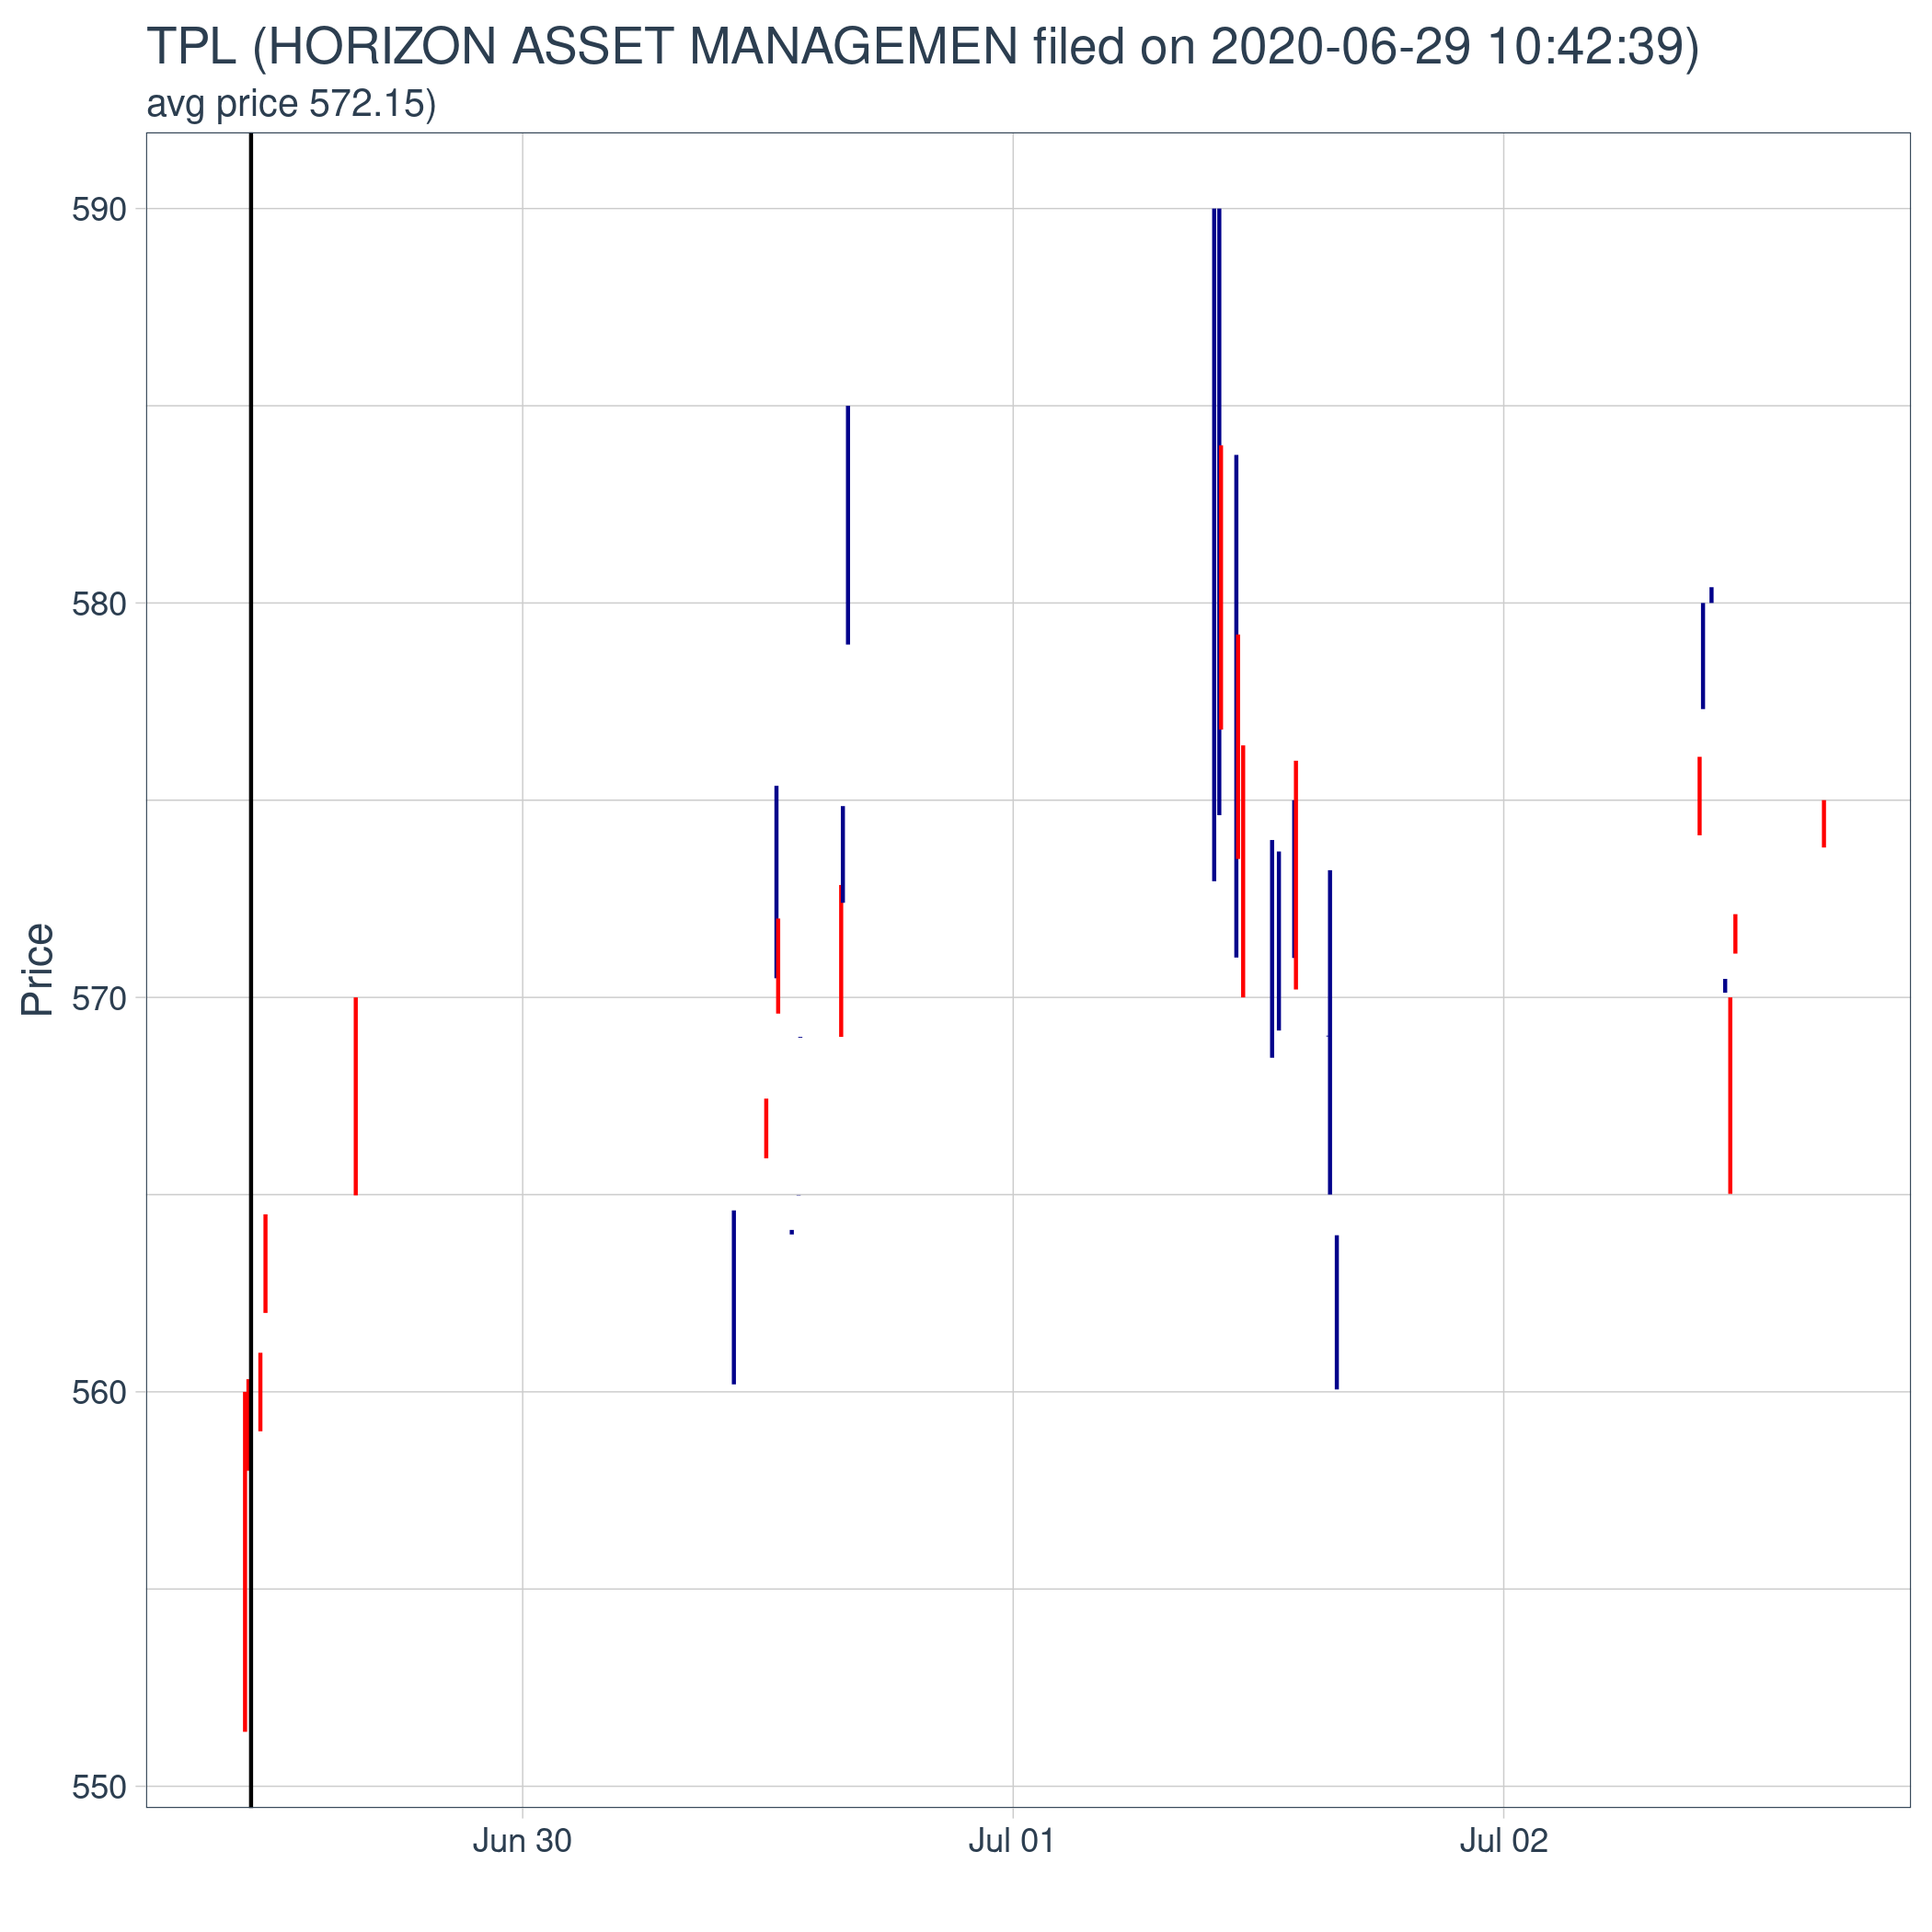 TPL (HORIZON ASSET MANAGEMEN filed on 2020-06-29 10:42:39)
avg price 572.15)
590
580
570
560
550
Price
Jun 30
Jul 01
Jul 02